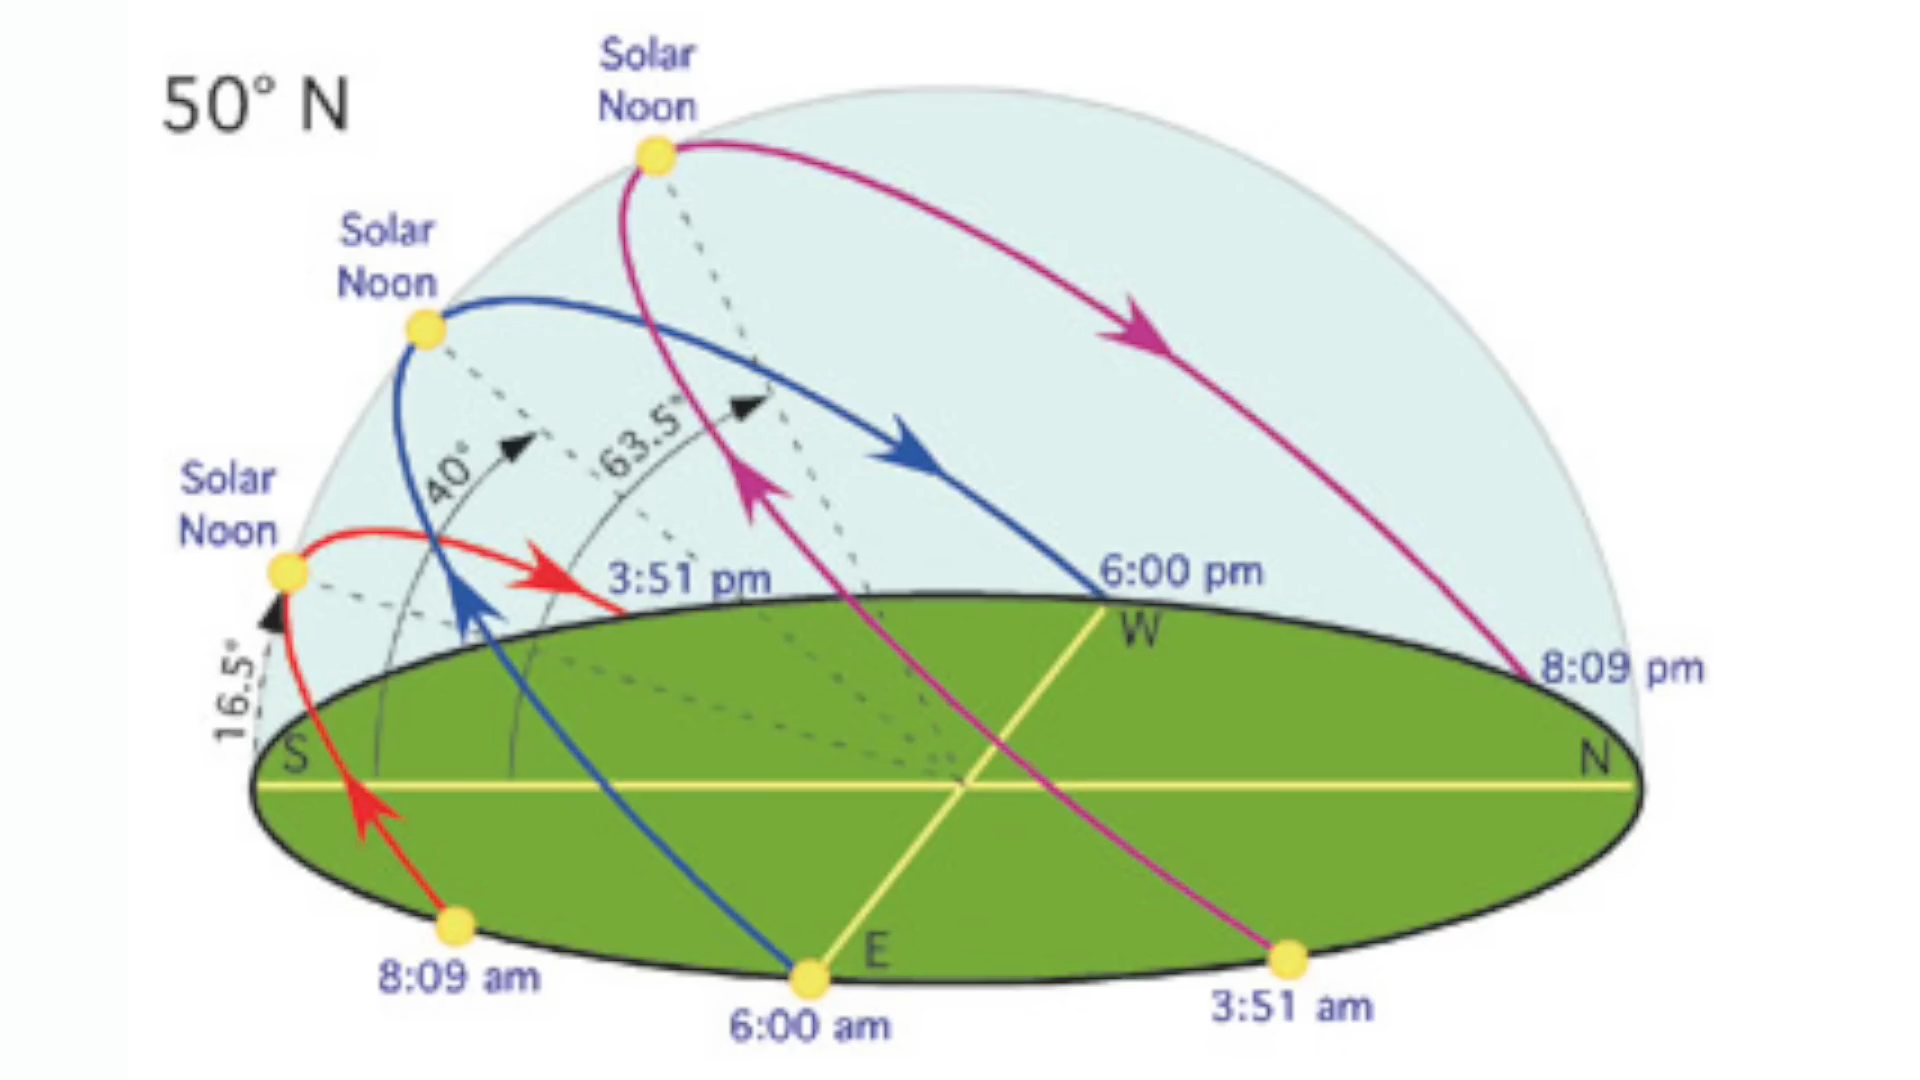 Solar
Noon
50° N
Solar
Noon
63.5°
40°
Solar
Noon
3:51 pm
6:00 pm
W
8:09 pm
16.5°
S
N
E
8:09 am
6:00 am
3:51 am